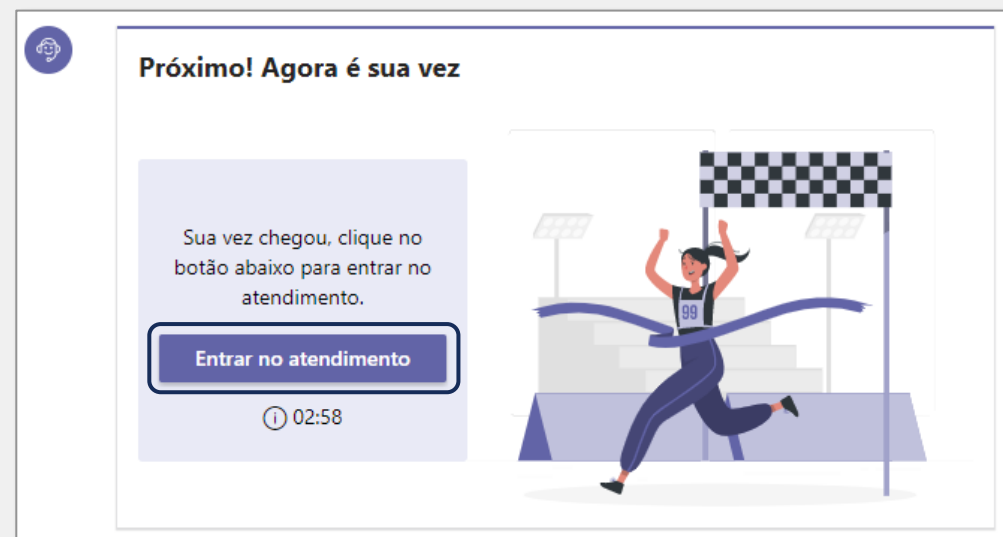 Próximo! Agora é sua vez
Sua vez chegou, clique no
botão abaixo para entrar no
atendimento.
Entrar no atendimento
02:58
99